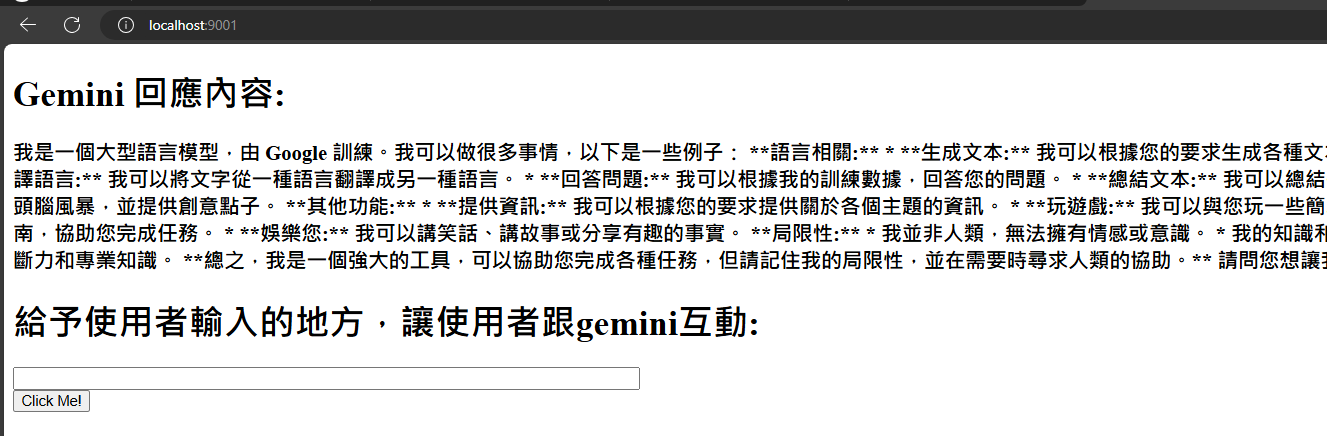 localhost:9001
Gemini 回應內容:
我是一個大型語言模型，由 Google 訓練。我可以做很多事情，以下是一些例子： **語言相關:** * **生成文本:** 我可以根據您的要求生成各種文
譯語言:** 我可以將文字從一種語言翻譯成另一種語言。 * **回答問題:** 我可以根據我的訓練數據，回答您的問題。 * **總結文本:** 我可以總結
頭腦風暴，並提供創意點子。 **其他功能:** * **提供資訊:** 我可以根據您的要求提供關於各個主題的資訊。 * **玩遊戲:** 我可以與您玩一些簡
南，協助您完成任務。 * **娛樂您:** 我可以講笑話、講故事或分享有趣的事實。 **局限性:** * 我並非人類，無法擁有情感或意識。 * 我的知識和
斷力和專業知識。 **總之，我是一個強大的工具，可以協助您完成各種任務，但請記住我的局限性，並在需要時尋求人類的協助。** 請問您想讓
給予使用者輸入的地方，讓使用者跟gemini互動:
Click Me!